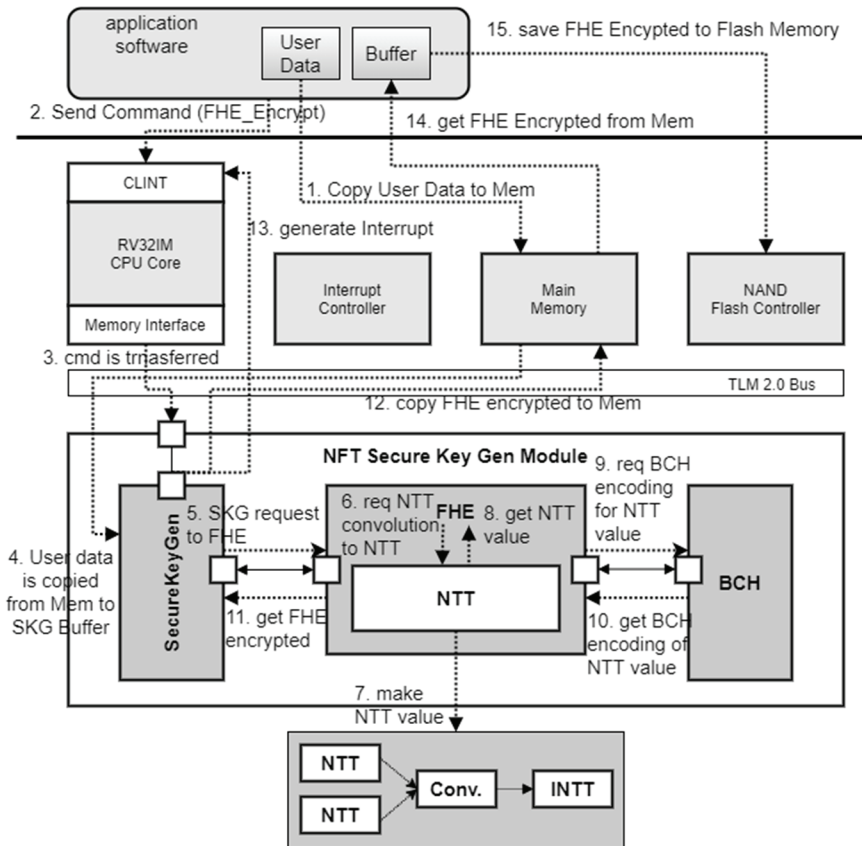 application
software
User
Data
Buffer
15. save FHE Encypted to Flash Memory
2. Send Command (FHE_Encrypt)
14. get FHE Encrypted from Mem
CLINT
1. Copy User Data to Mem
13. generate Interrupt
RV32IM
CPU Core
Interrupt
Controller
Main
Memory
NAND
Flash Controller
Memory Interface
3. cmd is trnasferred
TLM 2.0 Bus
12. copy FHE encrypted to Mem
NFT Secure Key Gen Module
9. req BCH
encoding
for NTT
value
6. req NTT
convolution
to NTT
FHE
8. get NTT
value
5. SKG request
to FHE
4. User data
is copied
from Mem to
SKG Buffer
SecureKeyGen
NTT
BCH
11. get FHE
encrypted
10. get BCH
encoding of
NTT value
7. make
NTT value
NTT
Conv.
INTT
NTT